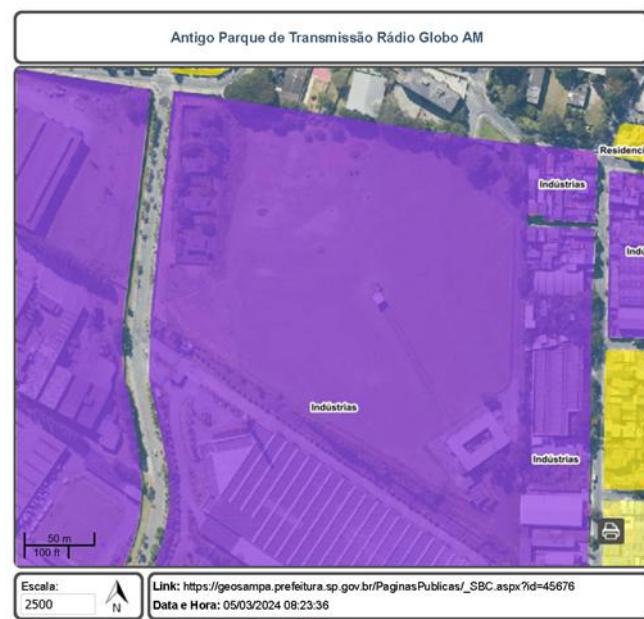 Antigo Parque de Transmissão Rádio Globo AM
Residenci
Indústrias
Indú
Indústrias
Indústrias
50 m
100 ft
Escala:
2500
N
Link: https://geosampa.prefeitura.sp.gov.br/PaginasPublicas/_SBC.aspx?id=45676
Data e Hora: 05/03/2024 08:23:36